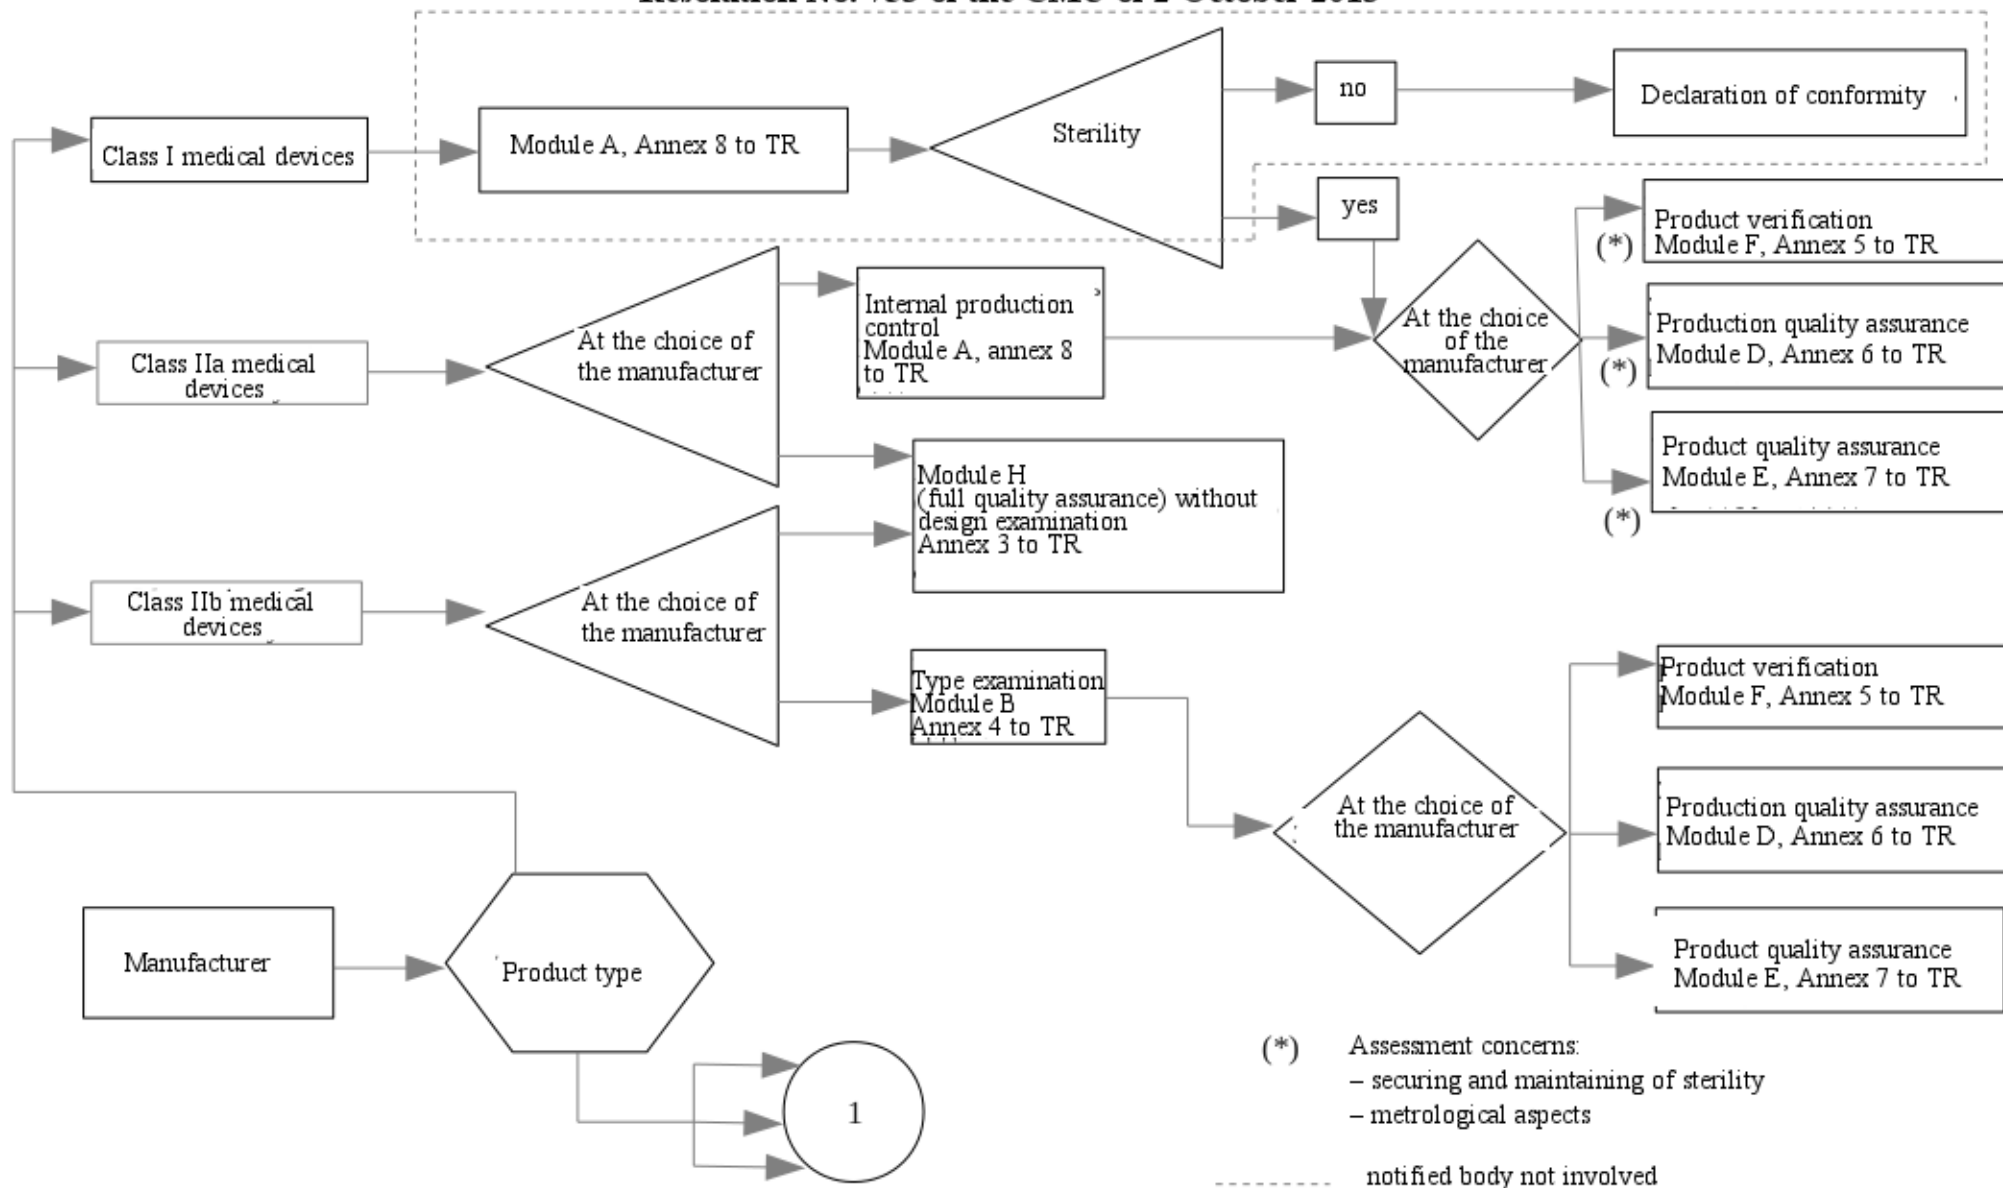 no
Declaration of conformity
Sterility
Module A, Annex 8 to TR
Class I medical devices
yes
Product verification
Module F, Annex 5 to TR
(*)
Internal production
control
Module A, annex 8
to TR
At the choice
of the
manufacturer
Production quality assurance
Module D, Annex 6 to TR
(*)
At the choice of
the manufacturer
Class IIa medical
devices
Product quality assurance
Module E, Annex 7 to TR
(*)
Module H
(full quality assurance) without
design examination
Annex 3 to TR
Class IIb medical
devices
At the choice of
the manufacturer
Type examination
Module B
Annex 4 to TR
Product verification
Module F, Annex 5 to TR
At the choice of
the manufacturer
Production quality assurance
Module D, Annex 6 to TR
Product quality assurance
Module E, Annex 7 to TR
Manufacturer
Product type
1
(*) Assessment concerns:
– securing and maintaining of sterility
– metrological aspects
notified body not involved